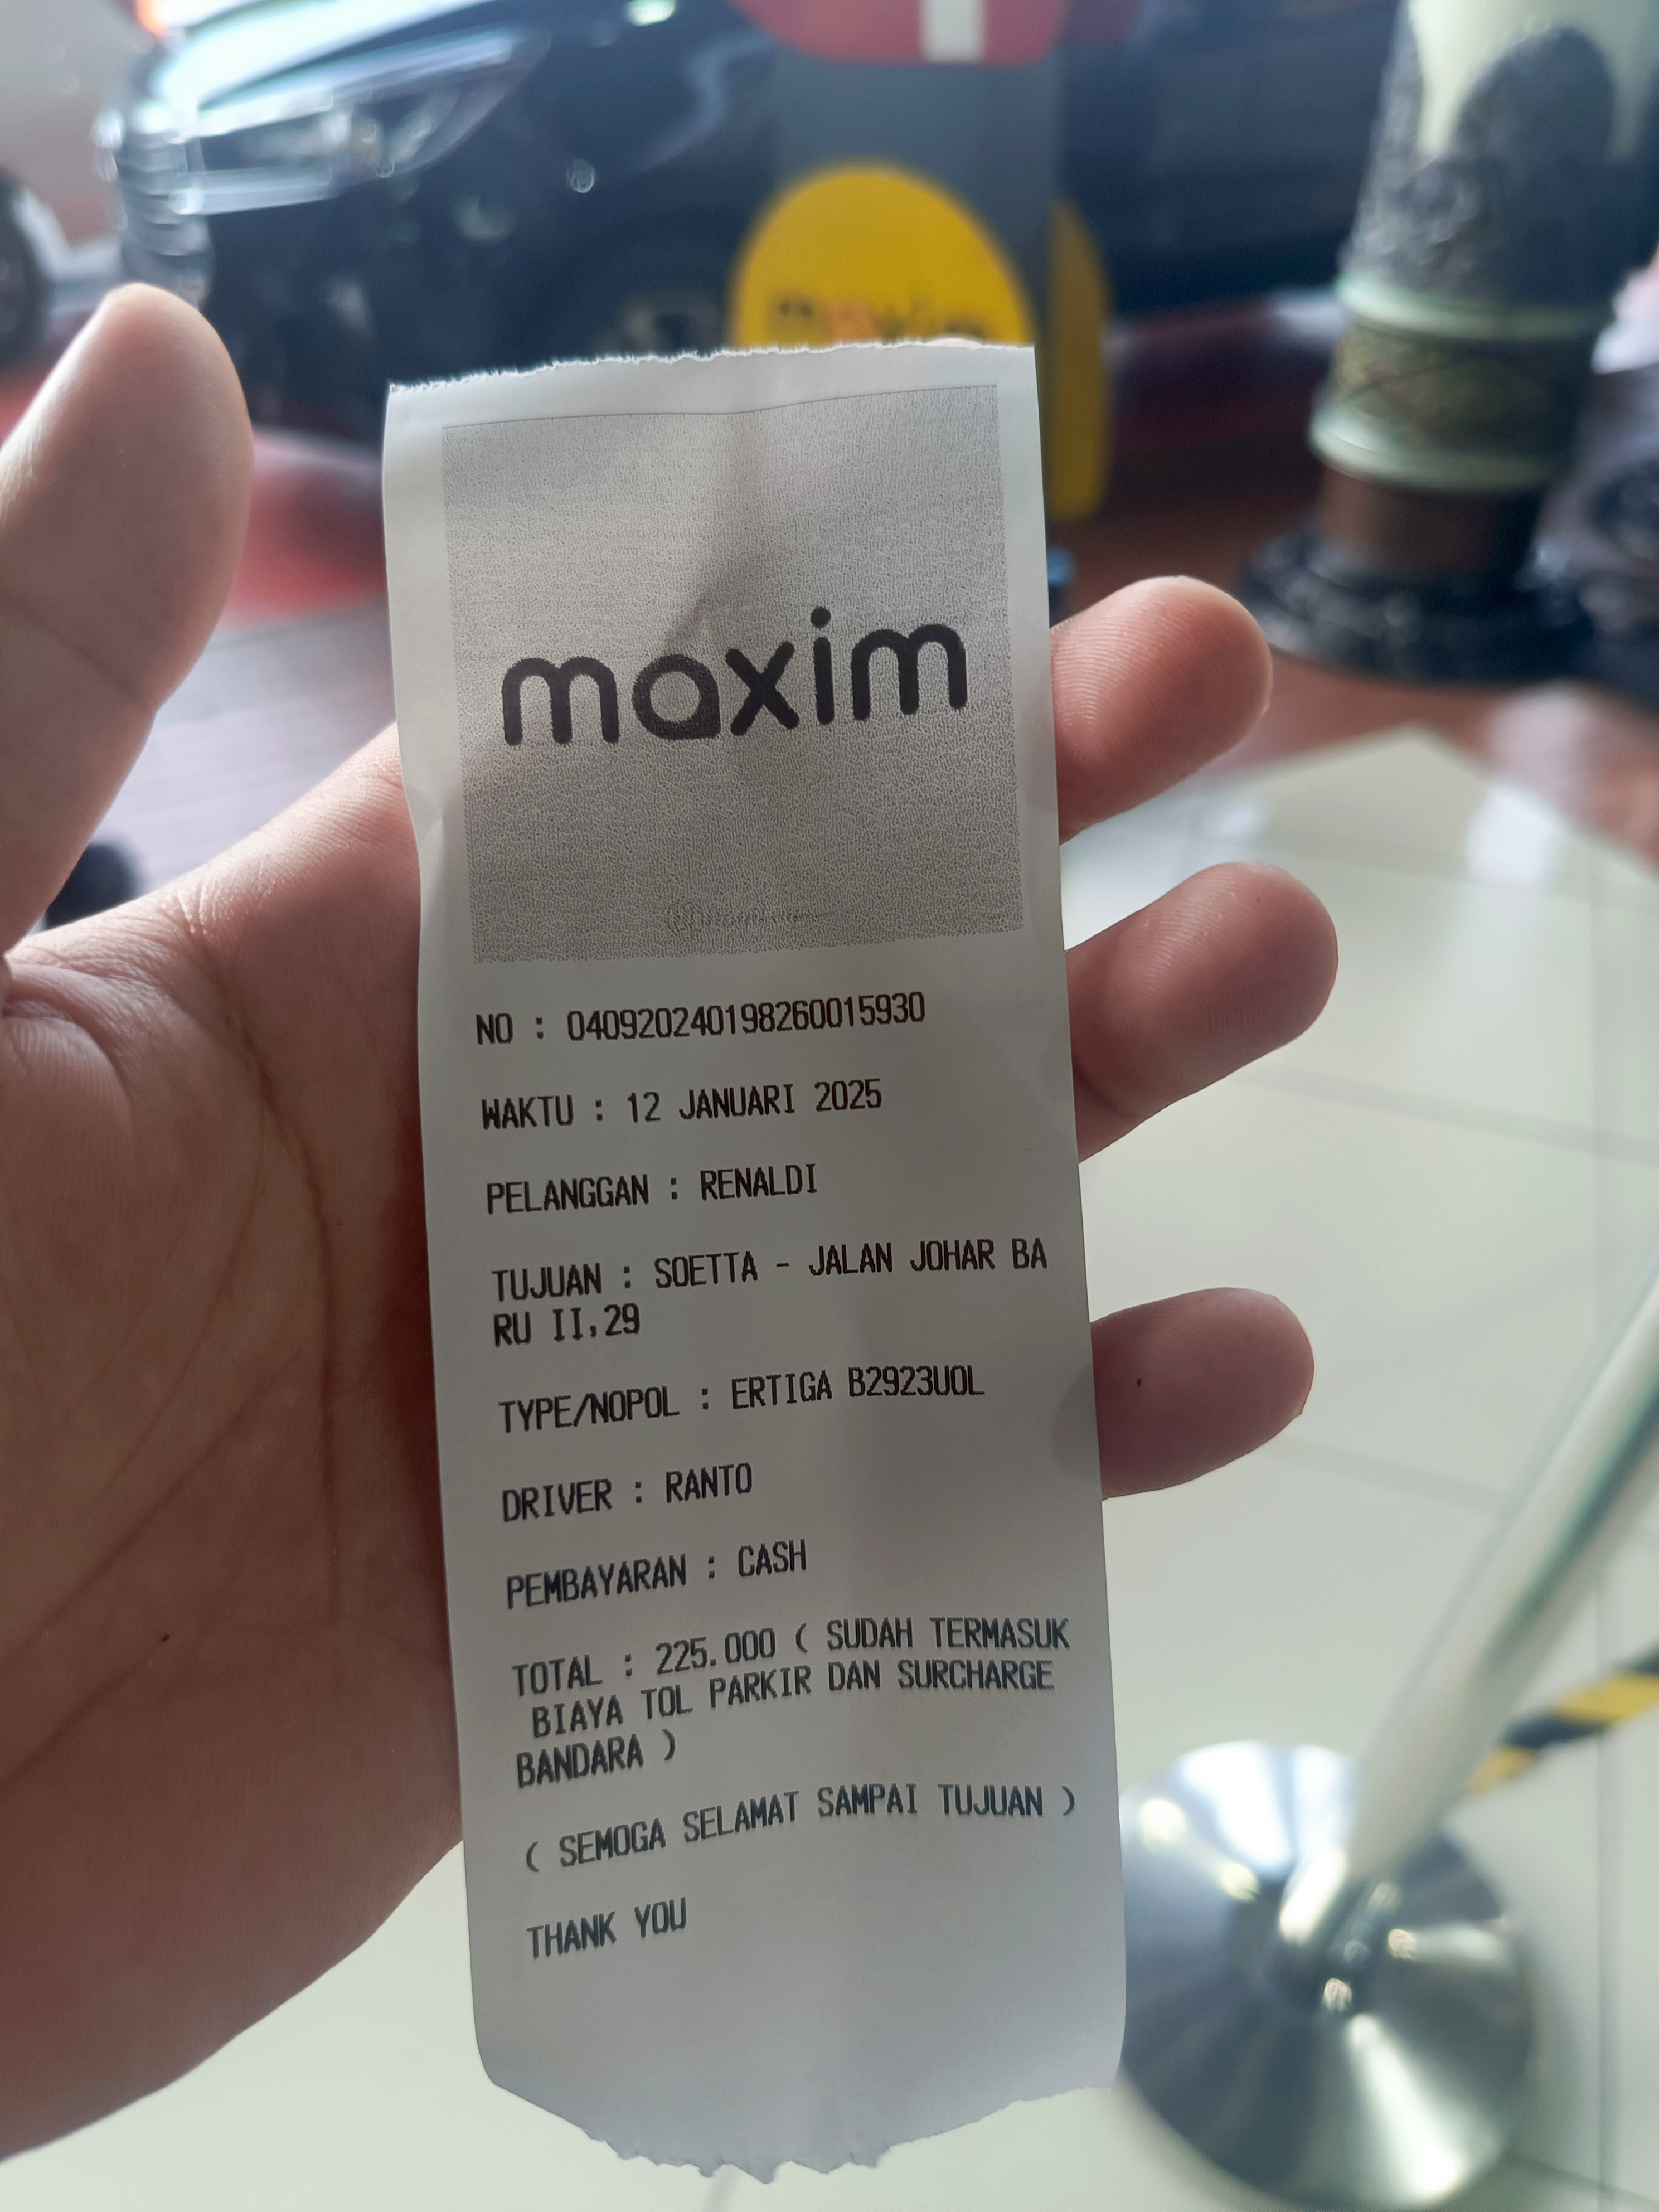 maxim
maxim
NO : 040920240198260015930
WAKTU : 12 JANUARI 2025
PELANGGAN : RENALDI
TUJUAN : SOETTA - JALAN JOHAR BA
RU II,29
TYPE/NOPOL : ERTIGA B2923UOL
DRIVER : RANTO
PEMBAYARAN : CASH
TOTAL : 225.000 ( SUDAH TERMASUK
BIAYA TOL PARKIR DAN SURCHARGE
BANDARA )
( SEMOGA SELAMAT SAMPAI TUJUAN )
THANK YOU